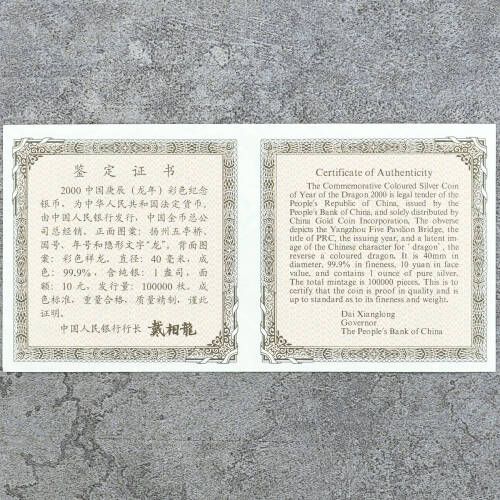 鉴定证书
2000 中国庚辰（龙年）彩色纪念
银币，为中华人民共和国法定货币，
由中国人民银行发行，中国金币总公
司总经销。正面图案：扬州五亭桥、
国号、年号和隐形文字“龙”，背面图
案：彩色祥龙。直径：40 毫米，成
色：99.9%，含纯银：1 盎司，面
额：10 元，发行量：100000 枚。成
色标准，重量合格，质量精制，谨此
证明。
中国人民银行行长 戴相龍
Certificate of Authenticity
The Commemorative Coloured Silver Coin
of Year of the Dragon 2000 is legal tender of the
People's Republic of China, issued by the
People's Bank of China, and solely distributed by
China Gold Coin Incorporation, The obverse
depicts the Yangzhou Five Pavilion Bridge, the
title of PRC, the issuing year, and a latent im-
age of the Chinese character for ' dragon' , the
reverse a coloured dragon. It is 40mm in
diameter, 99.9% in fineness, 10 yuan in face
value, and contains 1 ounce of pure silver.
The total mintage is 100000 pieces. This is to
certify that the coin is proof in quality and is
up to standard as to its fineness and weight.
Dai Xianglong
Governor
The People's Bank of China